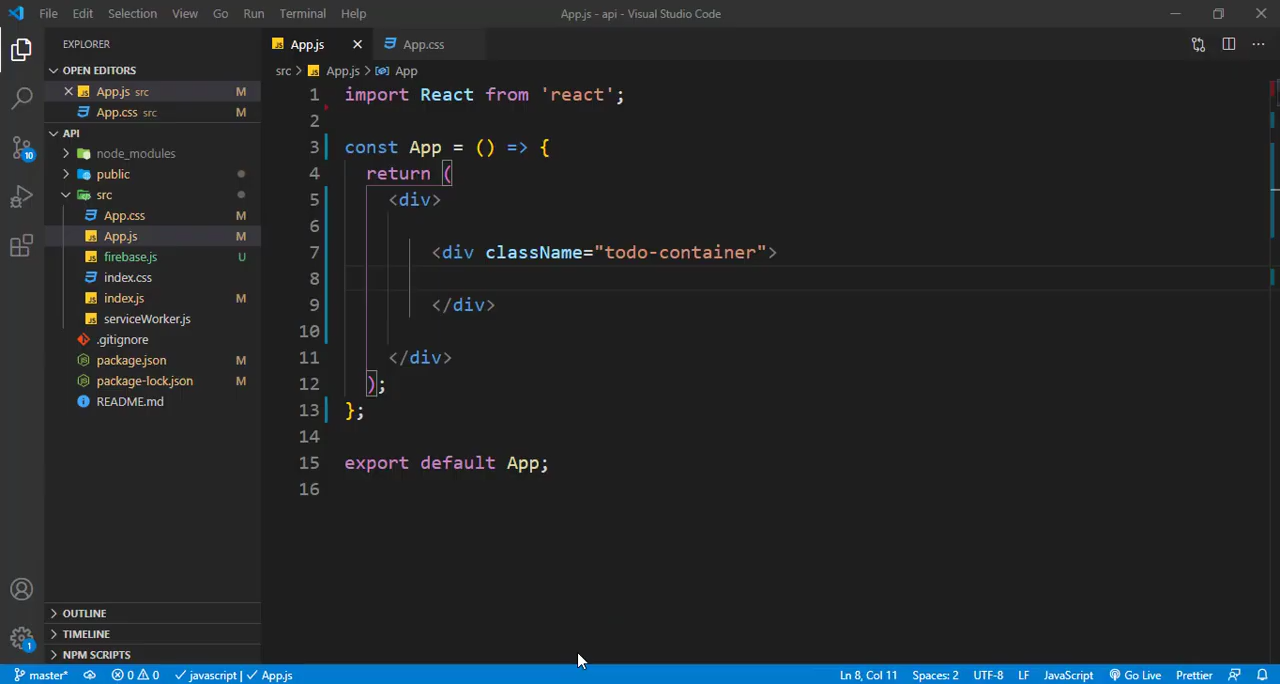 File Edit Selection View Go Run Terminal Help App.js - api - Visual Studio Code
EXPLORER
OPEN EDITORS
App.js src M
App.css src M
API
node_modules
public
src
App.css M
App.js M
firebase.js U
index.css
index.js M
serviceWorker.js
.gitignore
package.json M
package-lock.json M
README.md
OUTLINE
TIMELINE
NPM SCRIPTS
10
1
App.js App.css
src > App.js > App
1 import React from 'react';
2
3 const App = () => {
4 return (
5 <div>
6
7 <div className="todo-container">
8
9 </div>
10
11 </div>
12 );
13 };
14
15 export default App;
16
master* 0 0 javascript | App.js Ln 8, Col 11 Spaces: 2 UTF-8 LF JavaScript Go Live Prettier